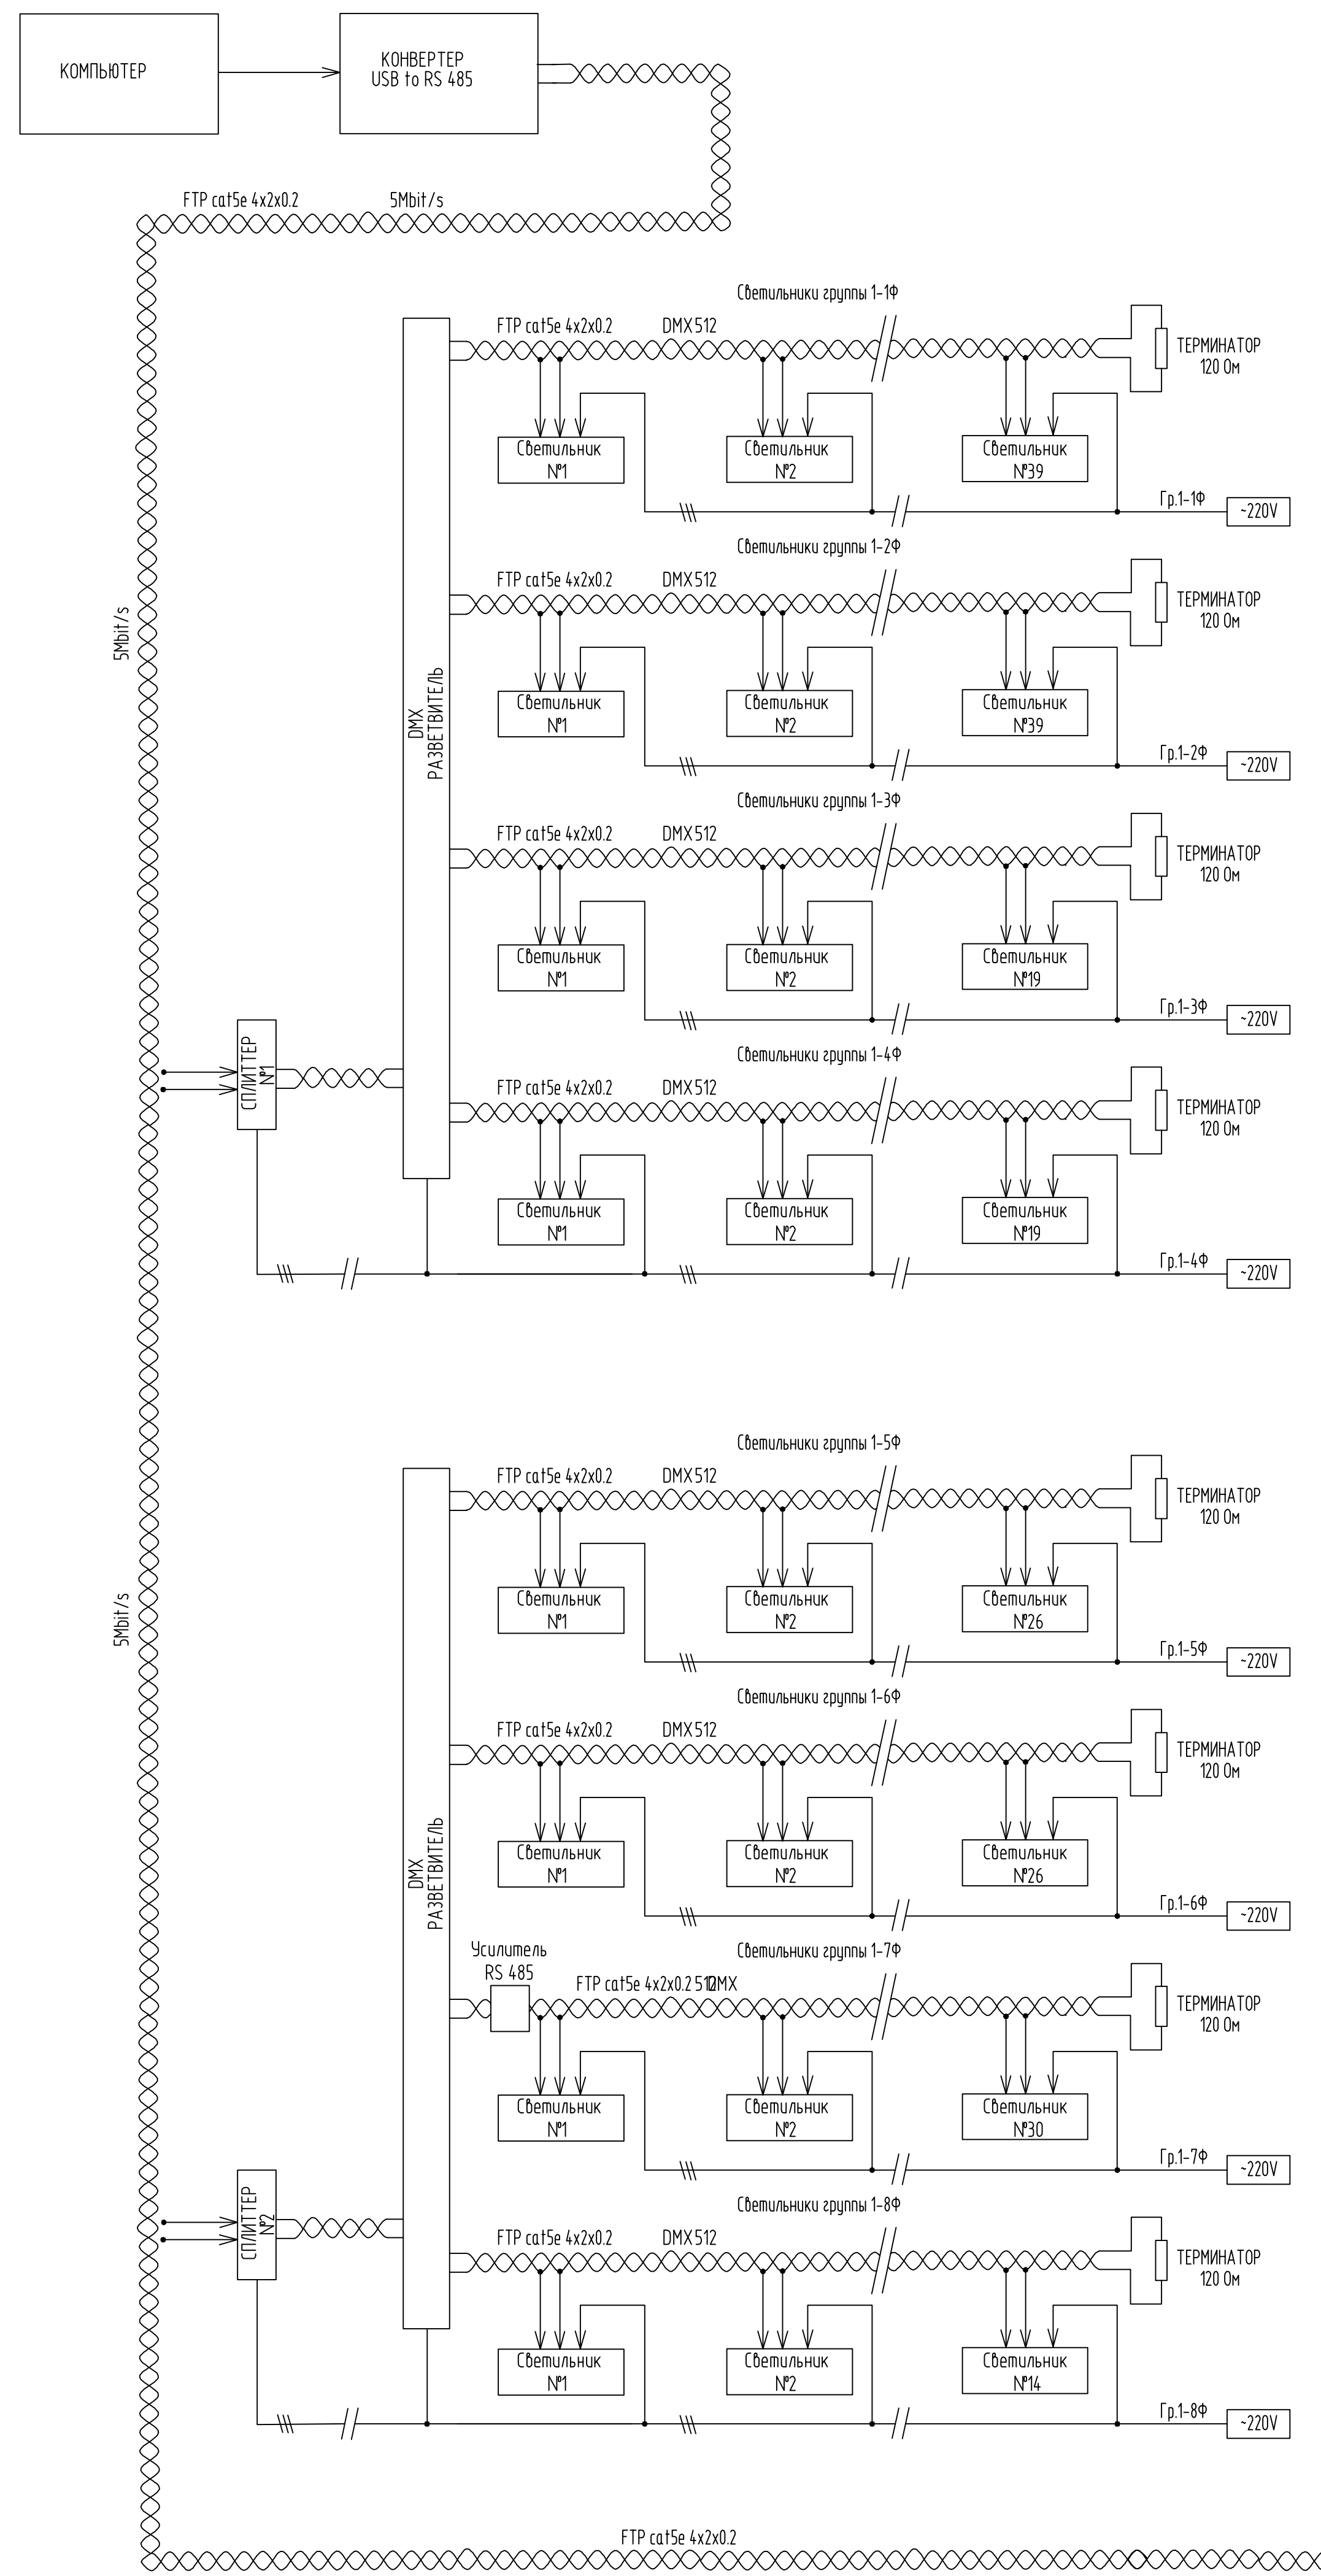 КОМПЬЮТЕР
КОНВЕРТЕР
USB to RS 485
FTP cat5e 4x2x0.2
5Mbit/s
5Mbit/s
5Mbit/s
СПЛИТТЕР
№1
DMX
РАЗВЕТВИТЕЛЬ
Светильники группы 1-1Ф
FTP cat5e 4x2x0.2
DMX512
ТЕРМИНАТОР
120 Ом
Светильник
№1
Светильник
№2
Светильник
№39
Гр.1-1Ф
~220V
Светильники группы 1-2Ф
FTP cat5e 4x2x0.2
DMX512
ТЕРМИНАТОР
120 Ом
Светильник
№1
Светильник
№2
Светильник
№39
Гр.1-2Ф
~220V
Светильники группы 1-3Ф
FTP cat5e 4x2x0.2
DMX512
ТЕРМИНАТОР
120 Ом
Светильник
№1
Светильник
№2
Светильник
№19
Гр.1-3Ф
~220V
Светильники группы 1-4Ф
FTP cat5e 4x2x0.2
DMX512
ТЕРМИНАТОР
120 Ом
Светильник
№1
Светильник
№2
Светильник
№19
Гр.1-4Ф
~220V
СПЛИТТЕР
№2
DMX
РАЗВЕТВИТЕЛЬ
Светильники группы 1-5Ф
FTP cat5e 4x2x0.2
DMX512
ТЕРМИНАТОР
120 Ом
Светильник
№1
Светильник
№2
Светильник
№26
Гр.1-5Ф
~220V
Светильники группы 1-6Ф
FTP cat5e 4x2x0.2
DMX512
ТЕРМИНАТОР
120 Ом
Светильник
№1
Светильник
№2
Светильник
№26
Гр.1-6Ф
~220V
Усилитель
RS 485
Светильники группы 1-7Ф
FTP cat5e 4x2x0.2 512DMX
ТЕРМИНАТОР
120 Ом
Светильник
№1
Светильник
№2
Светильник
№30
Гр.1-7Ф
~220V
Светильники группы 1-8Ф
FTP cat5e 4x2x0.2
DMX512
ТЕРМИНАТОР
120 Ом
Светильник
№1
Светильник
№2
Светильник
№14
Гр.1-8Ф
~220V
FTP cat5e 4x2x0.2